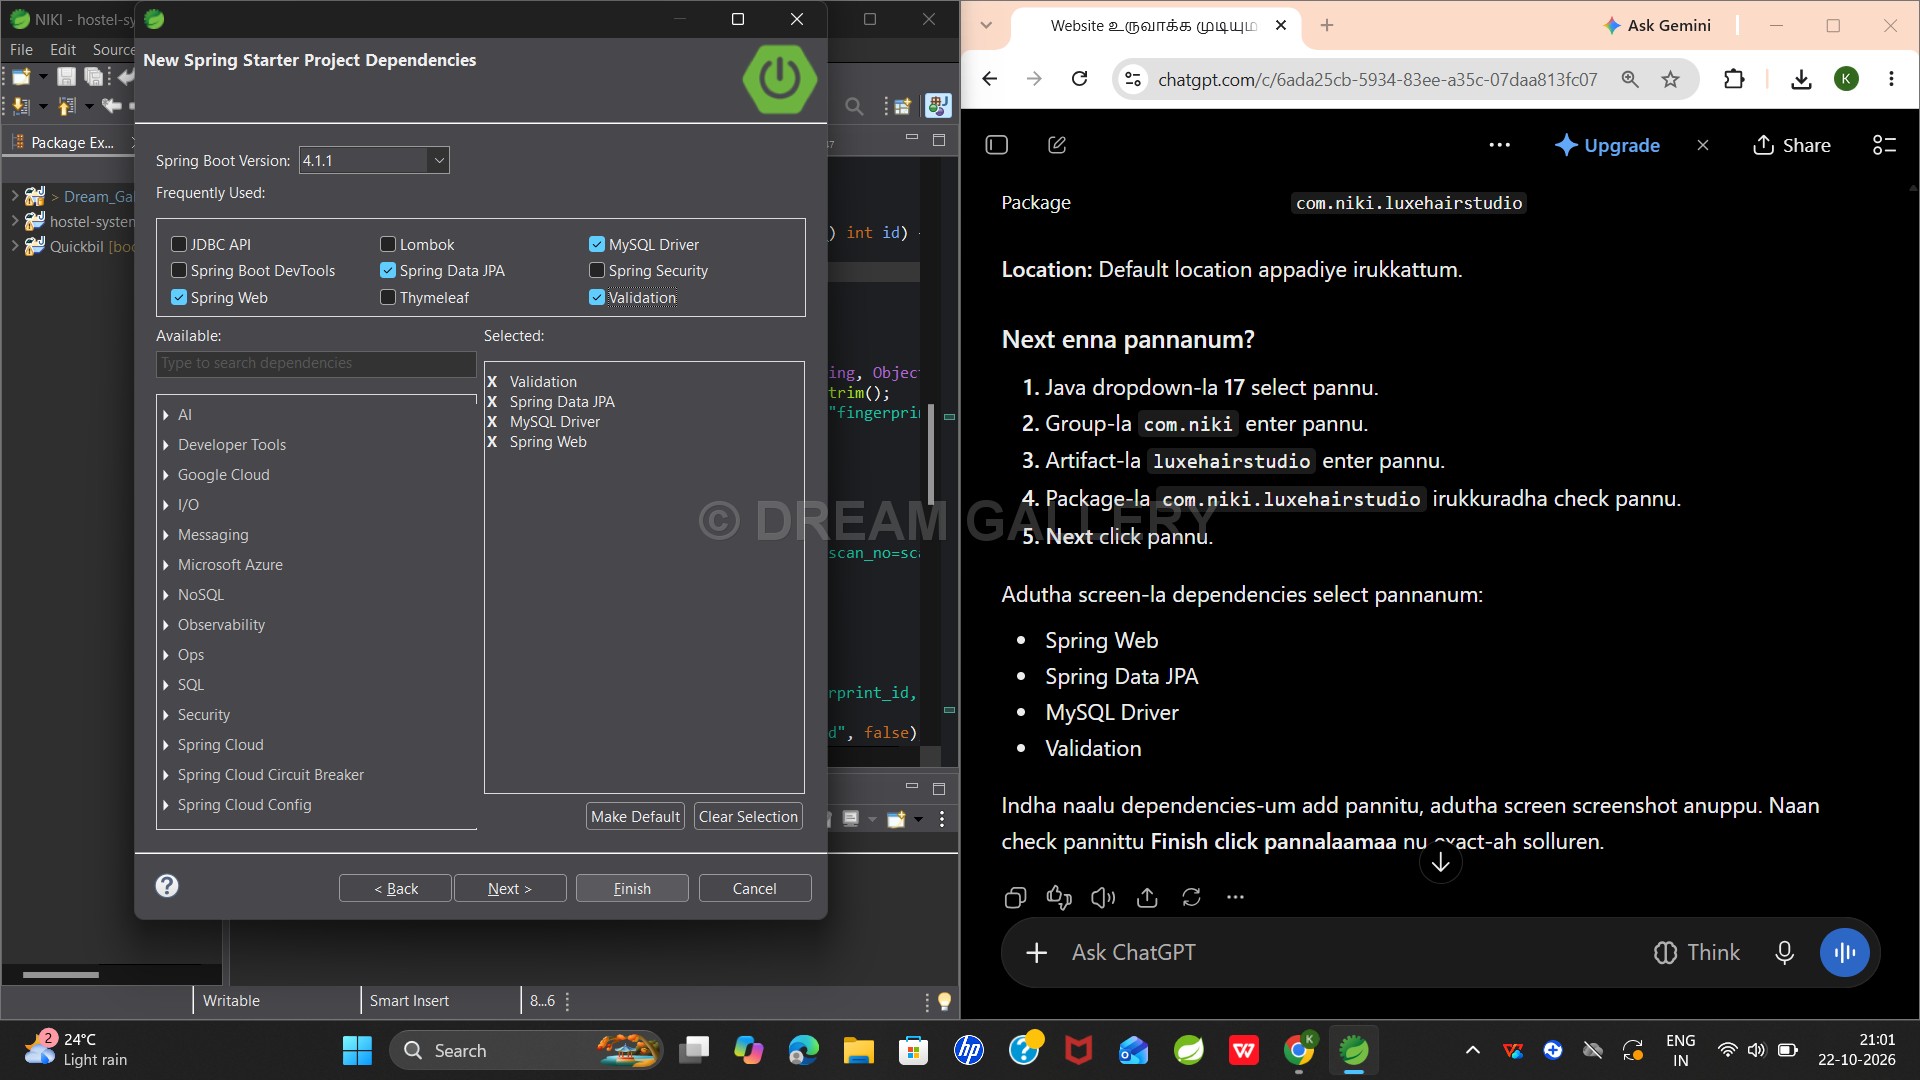 NIKI - hostel-sy
File Edit Source
Package Ex...
> Dream_Gal
hostel-system
Quickbil [boo
New Spring Starter Project Dependencies
Spring Boot Version: 4.1.1
Frequently Used:
JDBC API Lombok MySQL Driver
Spring Boot DevTools Spring Data JPA Spring Security
Spring Web Thymeleaf Validation
Available: Selected:
Type to search dependencies
AI
Developer Tools
Google Cloud
I/O
Messaging
Microsoft Azure
NoSQL
Observability
Ops
SQL
Security
Spring Cloud
Spring Cloud Circuit Breaker
Spring Cloud Config
X Validation
X Spring Data JPA
X MySQL Driver
X Spring Web
Make Default Clear Selection
< Back Next > Finish Cancel
) int id)
ing, Objec
trim();
"fingerpri
scan_no=sca
rprint_id,
d", false)
Writable Smart Insert 8...6
© DREAM GALLERY
Website உருவாக்க முடியும
Ask Gemini
chatgpt.com/c/6ada25cb-5934-83ee-a35c-07daa813fc07
K
Upgrade Share
Package com.niki.luxehairstudio
Location: Default location appadiye irukkattum.
Next enna pannanum?
1. Java dropdown-la 17 select pannu.
2. Group-la com.niki enter pannu.
3. Artifact-la luxehairstudio enter pannu.
4. Package-la com.niki.luxehairstudio irukkuradha check pannu.
5. Next click pannu.
Adutha screen-la dependencies select pannanum:
• Spring Web
• Spring Data JPA
• MySQL Driver
• Validation
Indha naalu dependencies-um add pannitu, adutha screen screenshot anuppu. Naan
check pannittu Finish click pannalaamaa nu exact-ah solluren.
Ask ChatGPT Think
2 24°C
Light rain
Search
ENG
IN
21:01
22-10-2026